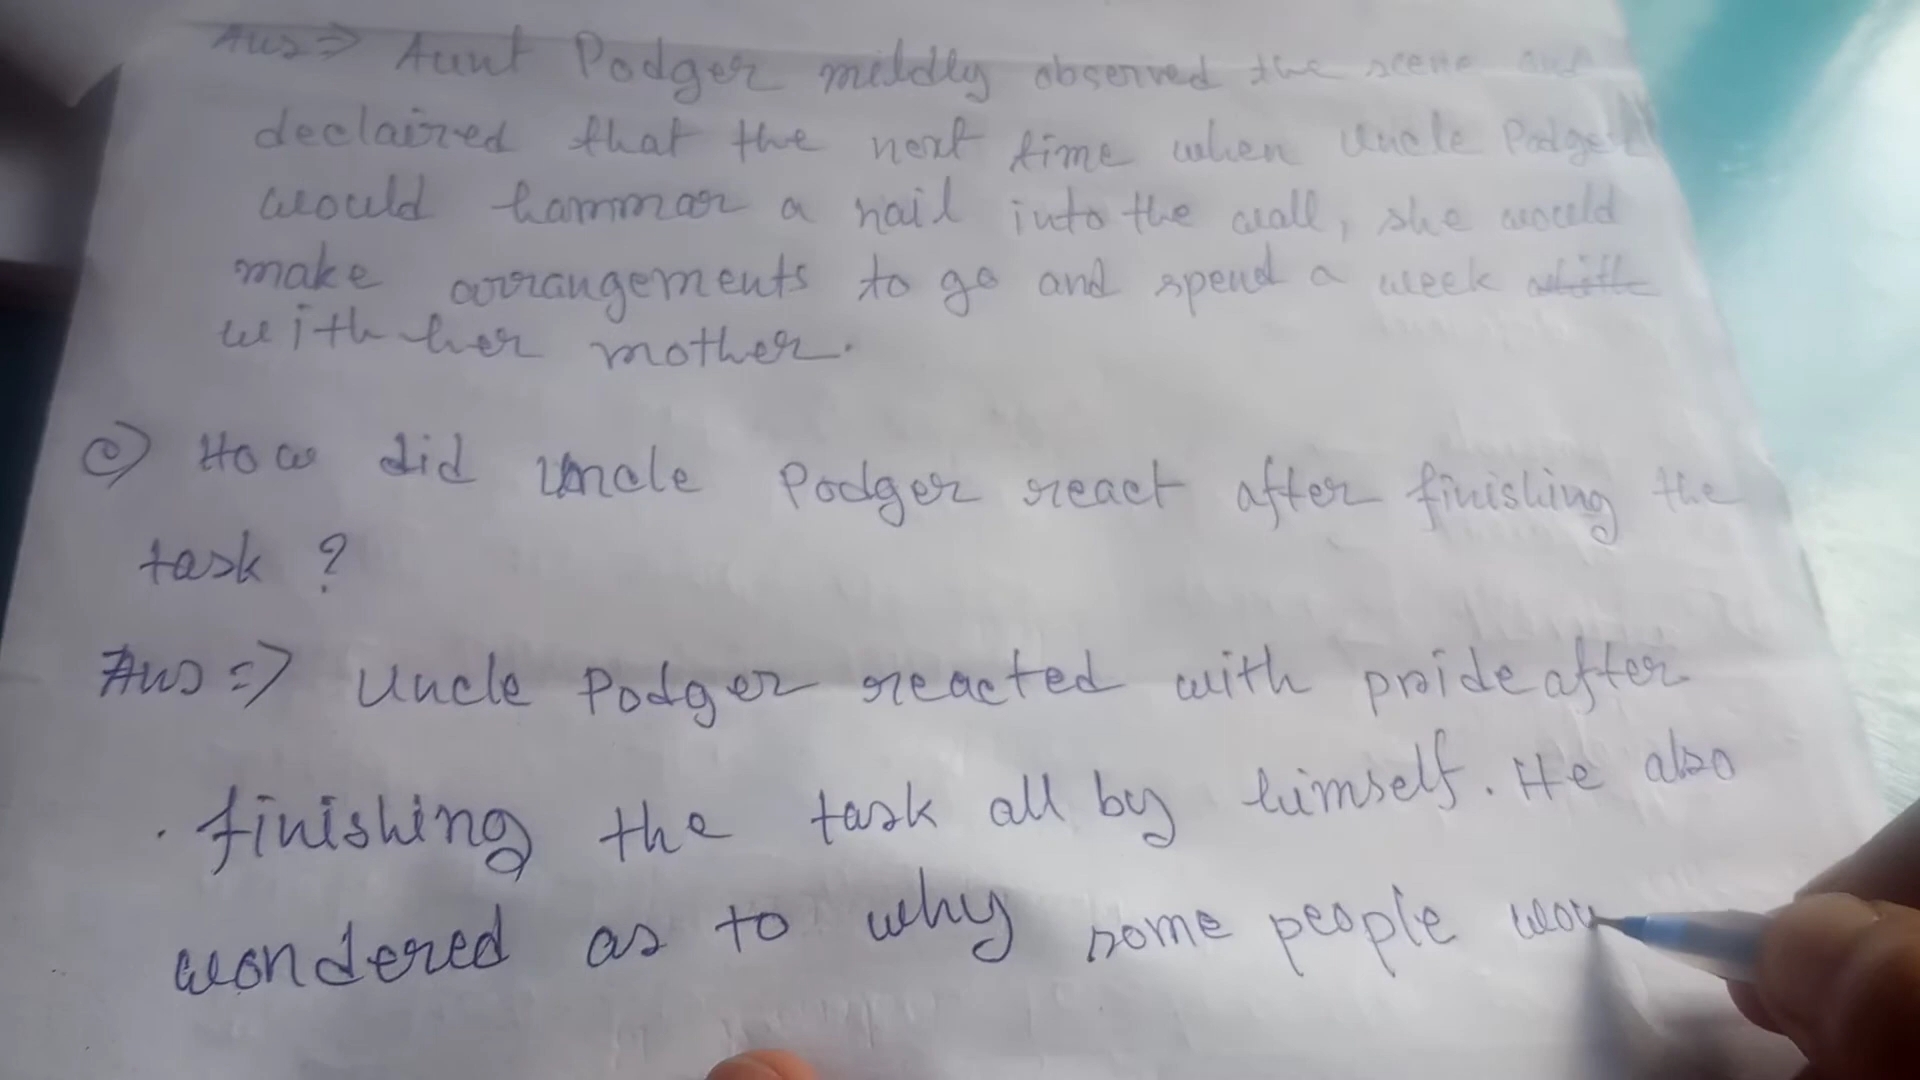 Ans => Aunt Podger mildly observed the scene and
declaired that the next time when Uncle Podger
would hammar a nail into the wall, she would
make arrangements to go and spend a week
with her mother.
c) How did Uncle Podger react after finishing the
task ?
Ans => Uncle Podger reacted with pride after
finishing the task all by himself. He also
wondered as to why some people wou